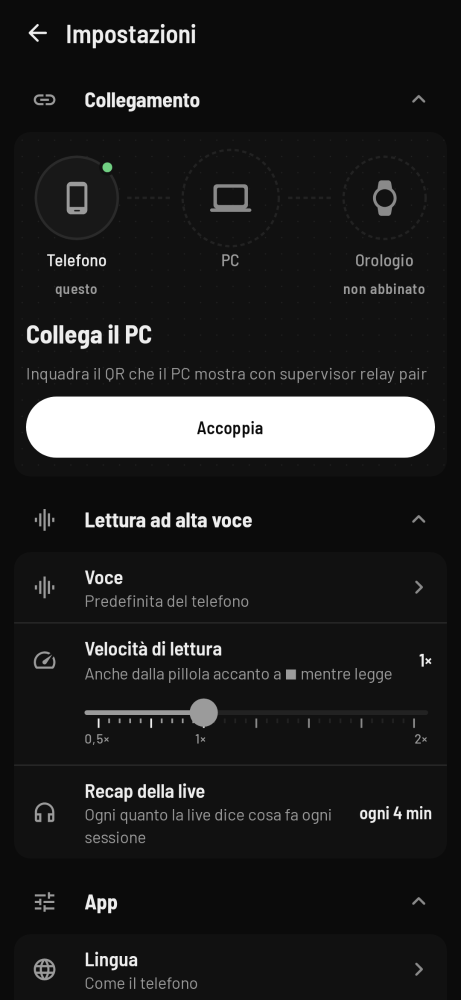 Impostazioni
Collegamento
Telefono
PC
Orologio
questo
non abbinato
Collega il PC
Inquadra il QR che il PC mostra con supervisor relay pair
Accoppia
Lettura ad alta voce
Voce
Predefinita del telefono
Velocità di lettura
Anche dalla pillola accanto a ■ mentre legge
1×
0,5×
1×
2×
Recap della live
Ogni quanto la live dice cosa fa ogni
sessione
ogni 4 min
App
Lingua
Come il telefono